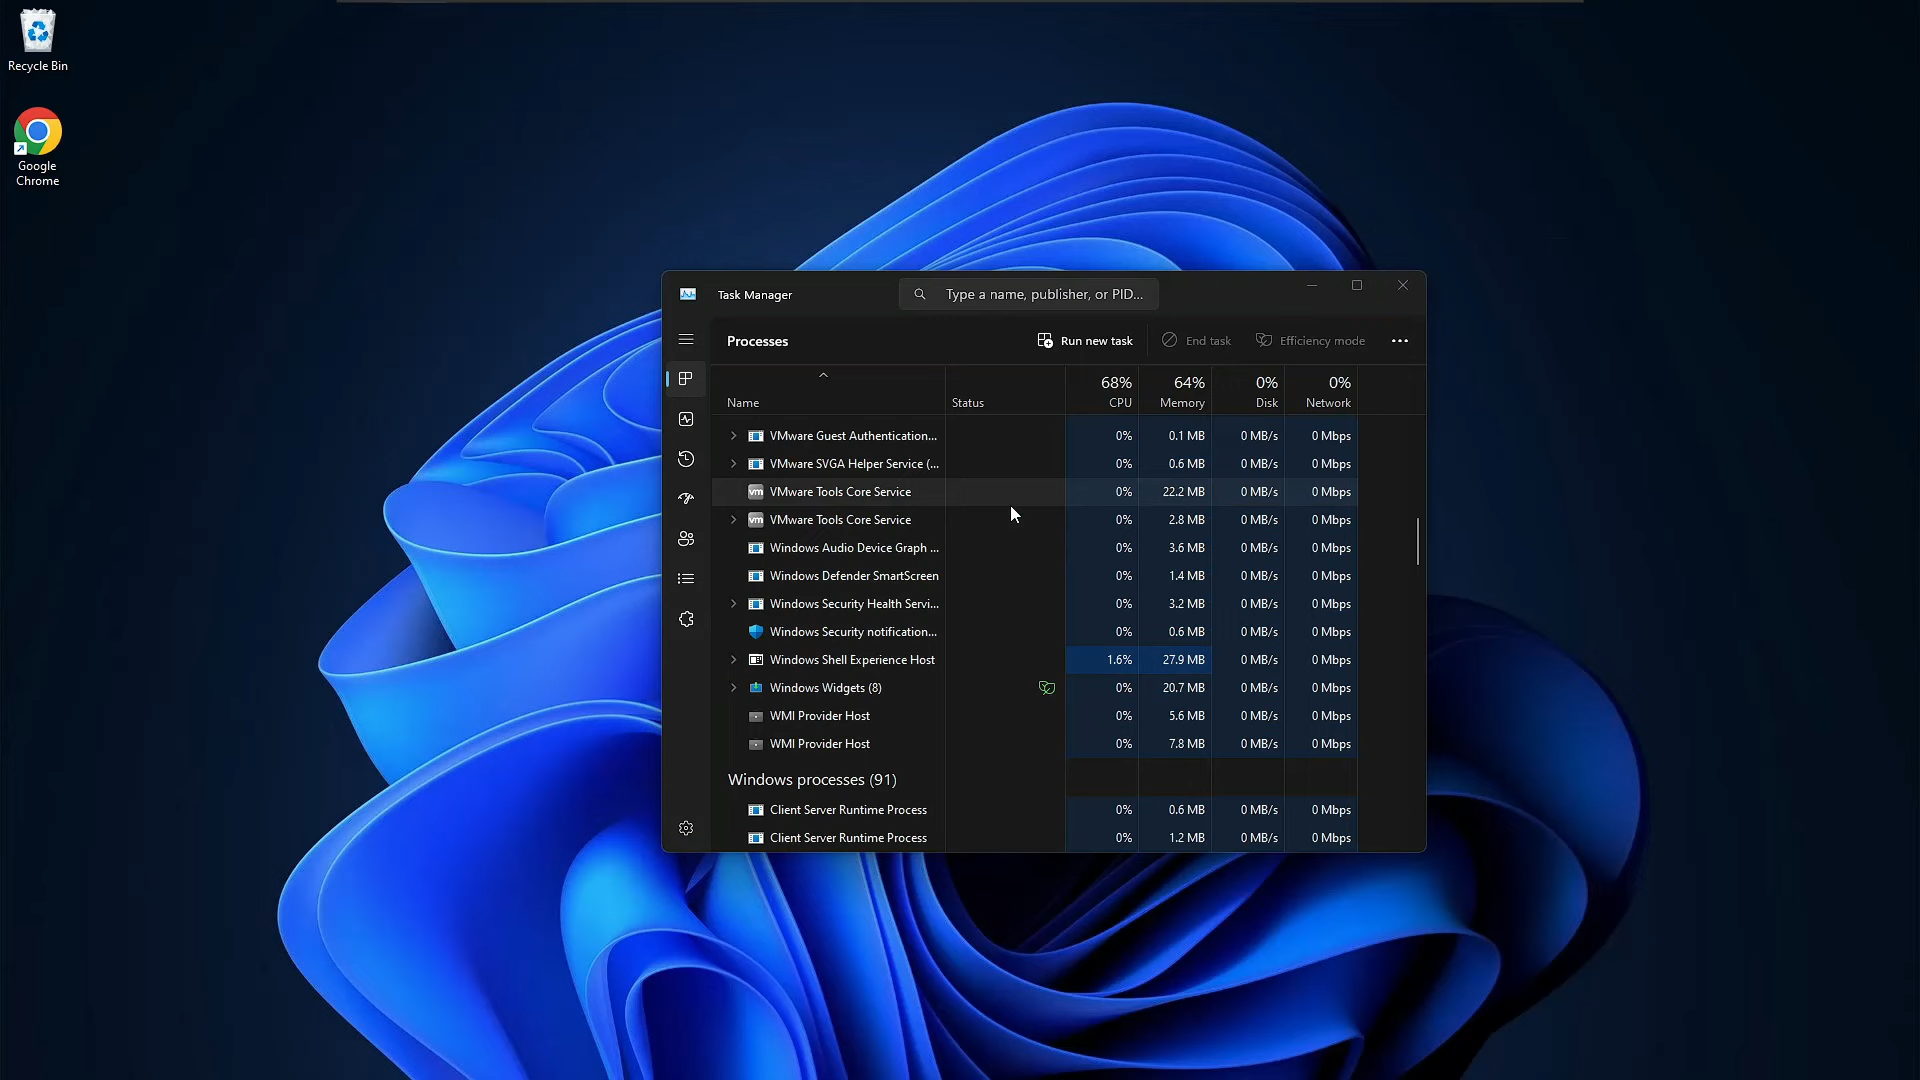 Recycle Bin
Google
Chrome
Task Manager
Type a name, publisher, or PID...
Processes
Run new task
End task
Efficiency mode
68% 64% 0% 0%
Name Status CPU Memory Disk Network
VMware Guest Authentication... 0% 0.1 MB 0 MB/s 0 Mbps
VMware SVGA Helper Service (... 0% 0.6 MB 0 MB/s 0 Mbps
vm VMware Tools Core Service 0% 22.2 MB 0 MB/s 0 Mbps
vm VMware Tools Core Service 0% 2.8 MB 0 MB/s 0 Mbps
Windows Audio Device Graph ... 0% 3.6 MB 0 MB/s 0 Mbps
Windows Defender SmartScreen 0% 1.4 MB 0 MB/s 0 Mbps
Windows Security Health Servi... 0% 3.2 MB 0 MB/s 0 Mbps
Windows Security notification... 0% 0.6 MB 0 MB/s 0 Mbps
Windows Shell Experience Host 1.6% 27.9 MB 0 MB/s 0 Mbps
Windows Widgets (8) 0% 20.7 MB 0 MB/s 0 Mbps
WMI Provider Host 0% 5.6 MB 0 MB/s 0 Mbps
WMI Provider Host 0% 7.8 MB 0 MB/s 0 Mbps
Windows processes (91)
Client Server Runtime Process 0% 0.6 MB 0 MB/s 0 Mbps
Client Server Runtime Process 0% 1.2 MB 0 MB/s 0 Mbps